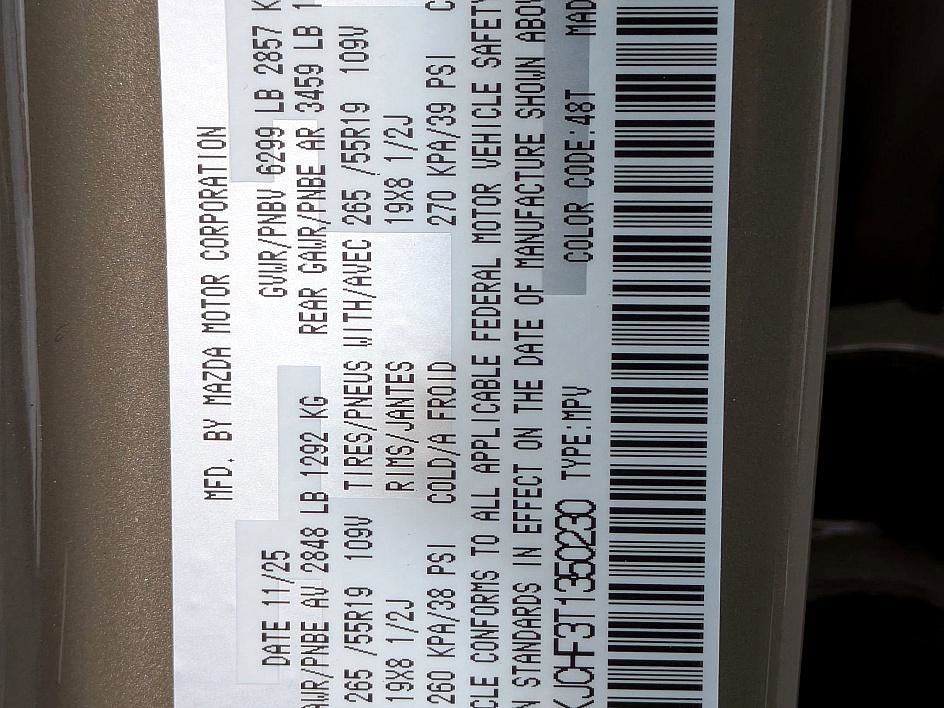 MFD. BY MAZDA MOTOR CORPORATION
DATE 11/25 GVWR/PNBV 6299 LB 2857 K
AWR/PNBE AV 2848 LB 1292 KG REAR GAWR/PNBE AR 3459 LB 1
265 /55R19 109V TIRES/PNEUS WITH/AVEC 265 /55R19 109V
19X8 1/2J RIMS/JANTES 19X8 1/2J
260 KPA/38 PSI COLD/A FROID 270 KPA/39 PSI C
CLE CONFORMS TO ALL APPLICABLE FEDERAL MOTOR VEHICLE SAFETY
N STANDARDS IN EFFECT ON THE DATE OF MANUFACTURE SHOWN ABOV
KJCHF3T1350230 TYPE:MPV COLOR CODE:48T MAD